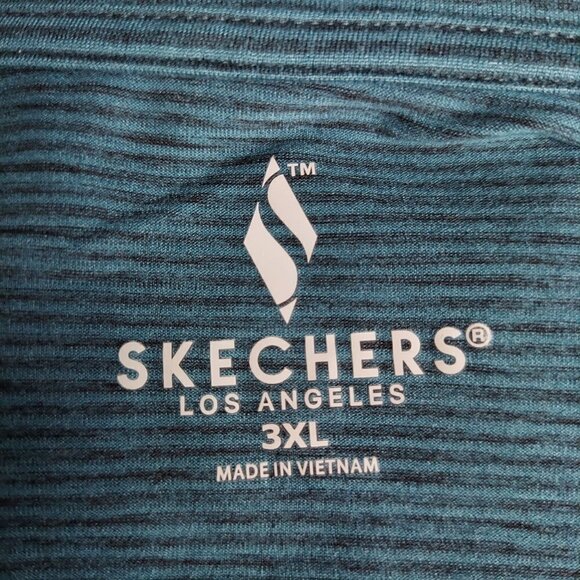 TM
SKECHERS®
LOS ANGELES
3XL
MADE IN VIETNAM